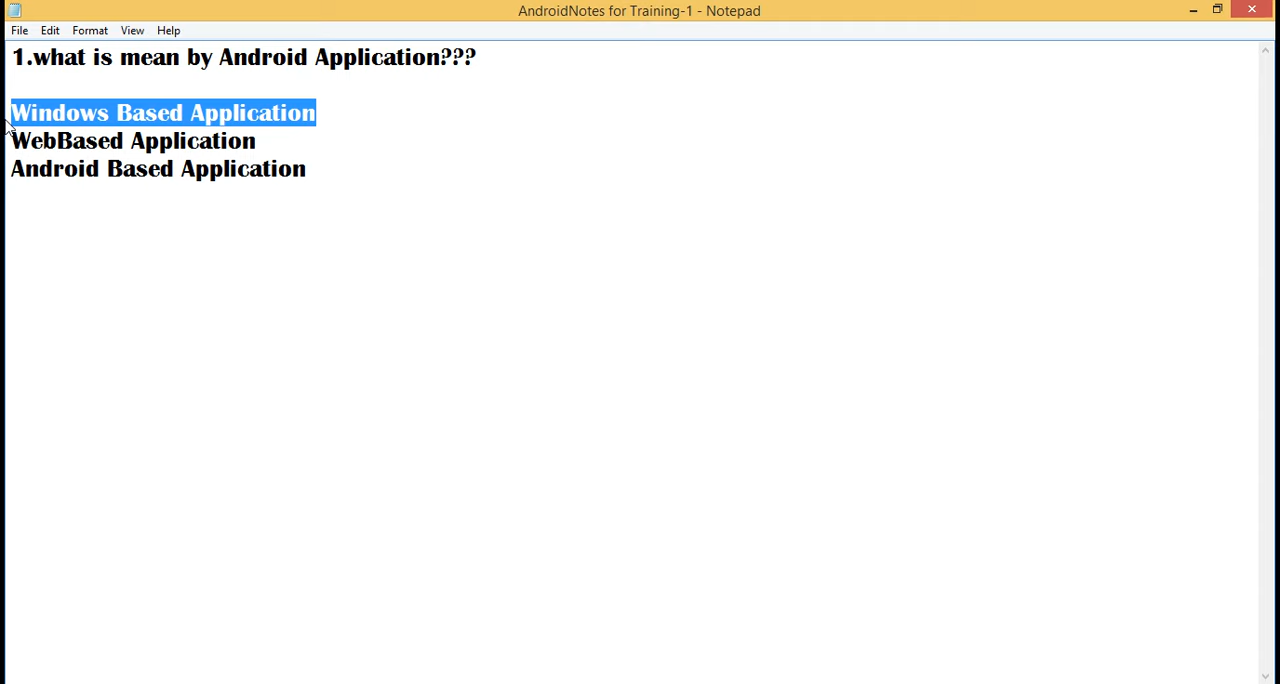 AndroidNotes for Training-1 - Notepad
File Edit Format View Help
1.what is mean by Android Application???
Windows Based Application
WebBased Application
Android Based Application